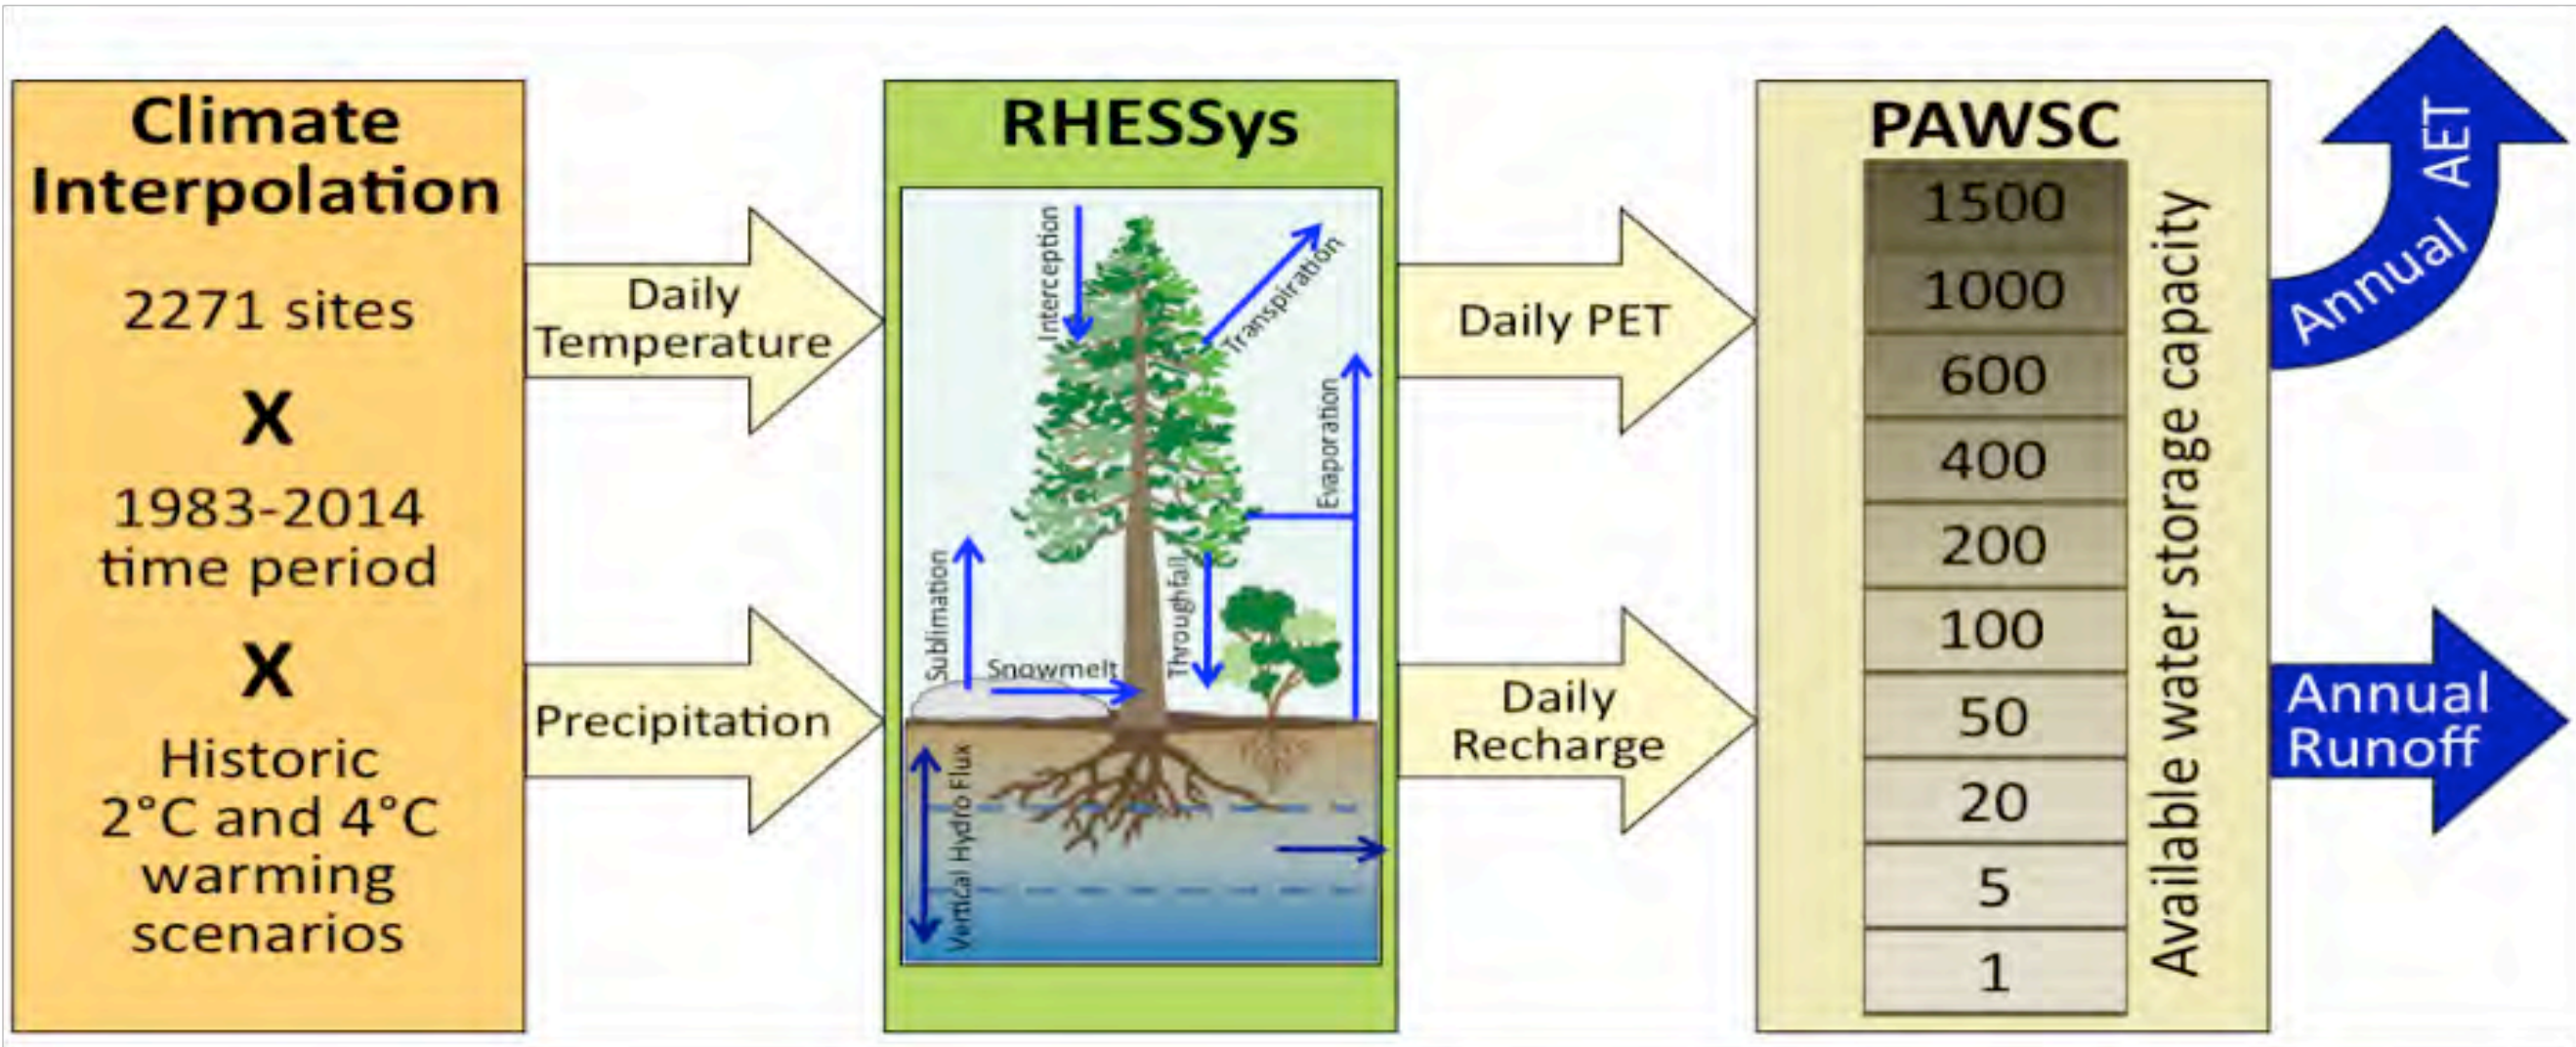 Climate
Interpolation
2271 sites
X
1983-2014
time period
X
Historic
2°C and 4°C
warming
scenarios
Daily
Temperature
Precipitation
RHESSys
Interception
Transpiration
Evaporation
Sublimation
Snowmelt
Throughfall
Vertical Hydro Flux
Daily PET
Daily
Recharge
PAWSC
1500
1000
600
400
200
100
50
20
5
1
Available water storage capacity
Annual AET
Annual
Runoff